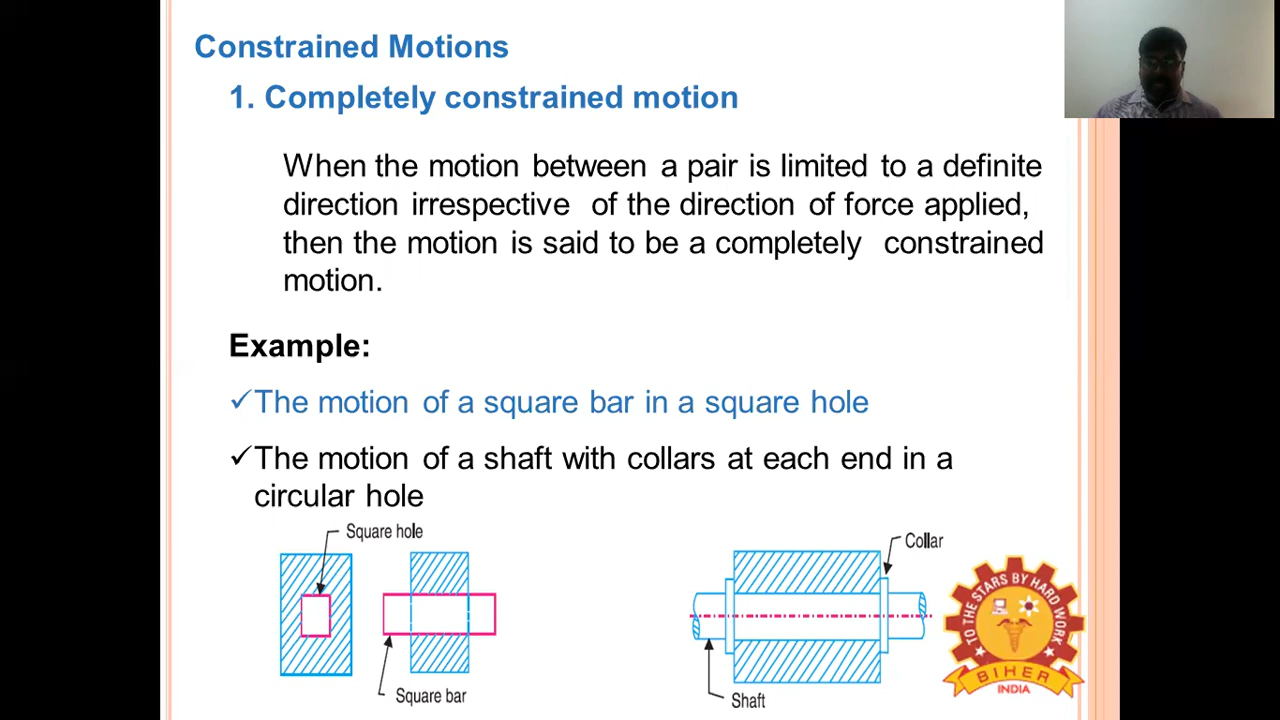 Constrained Motions
1. Completely constrained motion
When the motion between a pair is limited to a definite
direction irrespective of the direction of force applied,
then the motion is said to be a completely constrained
motion.
Example:
✓The motion of a square bar in a square hole
✓The motion of a shaft with collars at each end in a
circular hole
Square hole
Square bar
Collar
Shaft
TO THE STARS BY HARD WORK
BIHER
INDIA